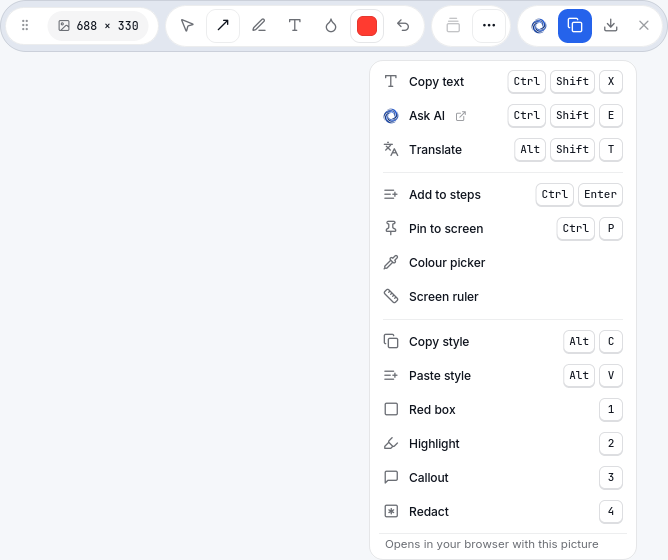 688 × 330
Copy text Ctrl Shift X
Ask AI Ctrl Shift E
Translate Alt Shift T
Add to steps Ctrl Enter
Pin to screen Ctrl P
Colour picker
Screen ruler
Copy style Alt C
Paste style Alt V
Red box 1
Highlight 2
Callout 3
Redact 4
Opens in your browser with this picture